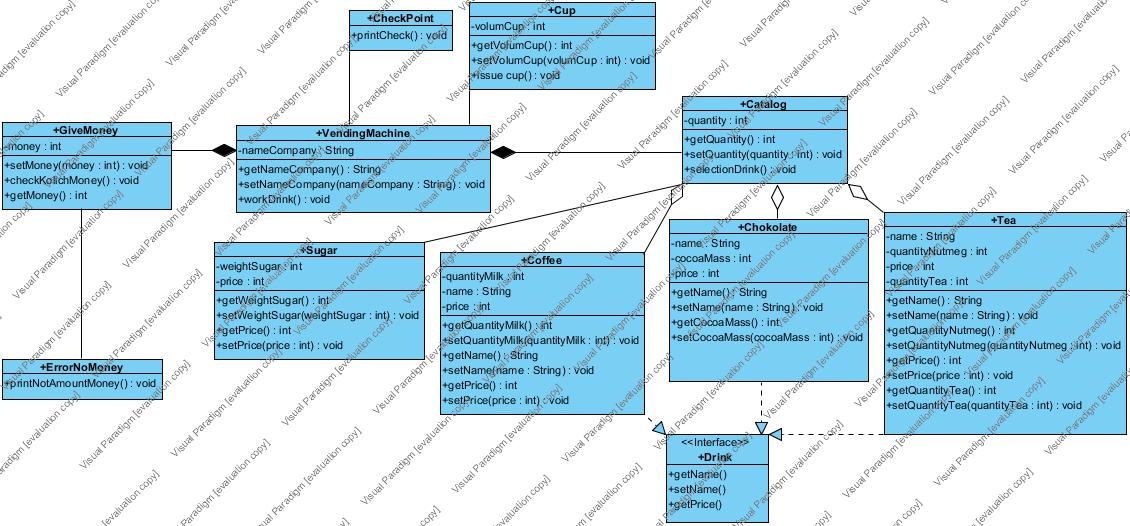 +CheckPoint
+printCheck() : void
+Cup
-volumCup : int
+getVolumCup() : int
+setVolumCup(volumCup : int) : void
+issue cup() : void
+GiveMoney
-money : int
+setMoney(money : int) : void
+checkKolichMoney() : void
+getMoney() : int
+VendingMachine
-nameCompany : String
+getNameCompany() : String
+setNameCompany(nameCompany : String) : void
+workDrink() : void
+Catalog
-quantity : int
+getQuantity() : int
+setQuantity(quantity : int) : void
+selectionDrink() : void
+Sugar
-weightSugar : int
-price : int
+getWeightSugar() : int
+setWeightSugar(weightSugar : int) : void
+getPrice() : int
+setPrice(price : int) : void
+Coffee
-quantityMilk : int
-name : String
-price : int
+getQuantityMilk() : int
+setQuantityMilk(quantityMilk : int) : void
+getName() : String
+setName(name : String) : void
+getPrice() : int
+setPrice(price : int) : void
+Chokolate
-name : String
-cocoaMass : int
-price : int
+getName() : String
+setName(name : String) : void
+getCocoaMass() : int
+setCocoaMass(cocoaMass : int) : void
+Tea
-name : String
-quantityNutmeg : int
-price : int
-quantityTea : int
+getName() : String
+setName(name : String) : void
+getQuantityNutmeg() : int
+setQuantityNutmeg(quantityNutmeg : int) : void
+getPrice() : int
+setPrice(price : int) : void
+getQuantityTea() : int
+setQuantityTea(quantityTea : int) : void
+ErrorNoMoney
+printNotAmountMoney() : void
<<Interface>>
+Drink
+getName()
+setName()
+getPrice()
Visual Paradigm [evaluation copy]